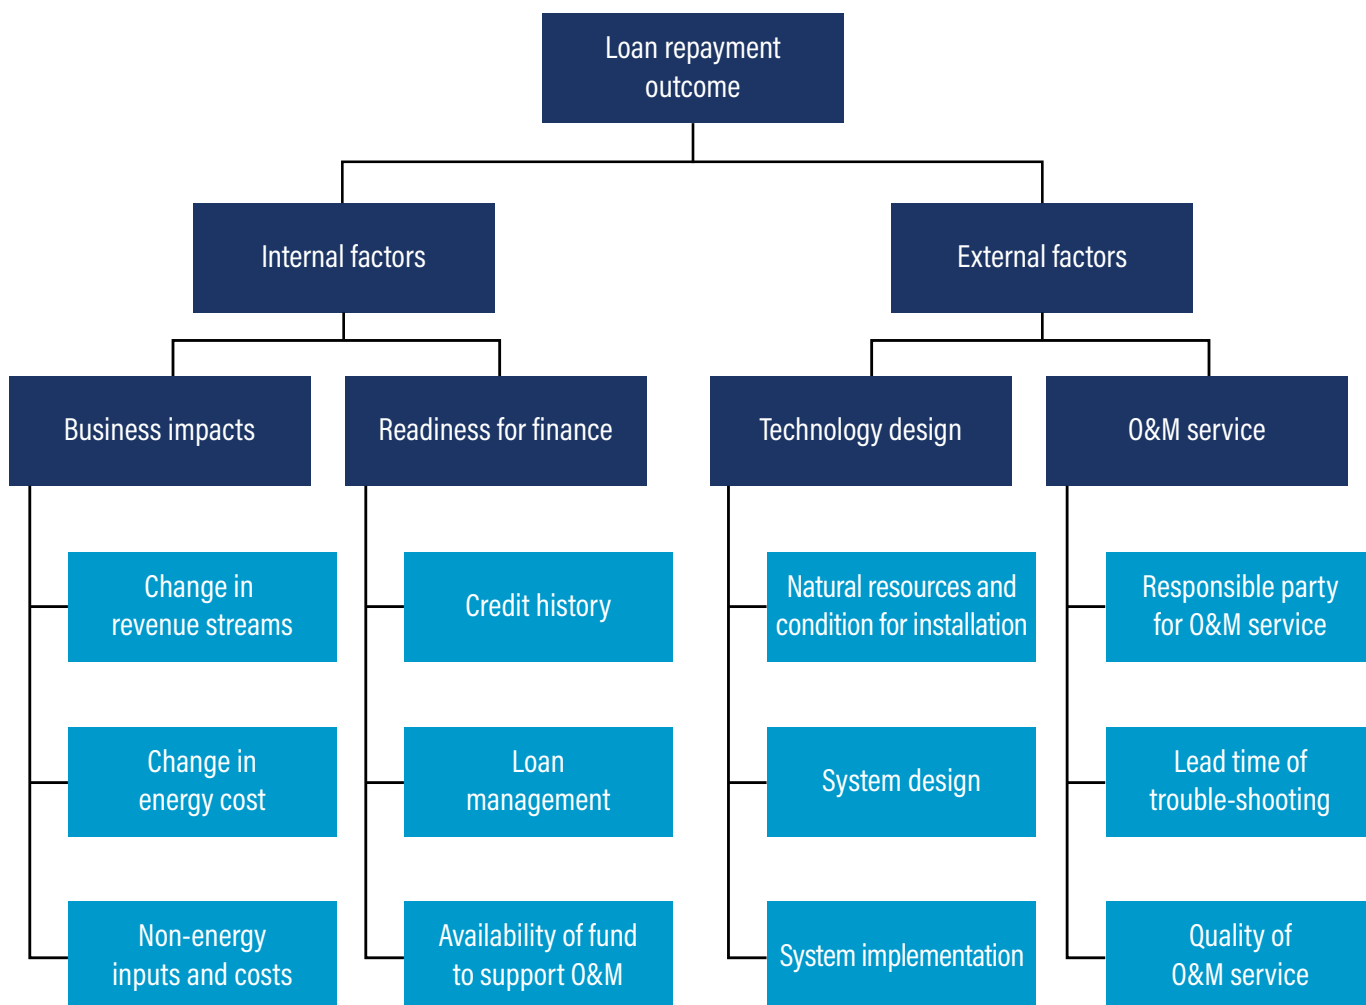 Loan repayment
outcome
Internal factors
External factors
Business impacts
Readiness for finance
Technology design
O&M service
Change in
revenue streams
Credit history
Natural resources and
condition for installation
Responsible party
for O&M service
Change in
energy cost
Loan
management
System design
Lead time of
trouble-shooting
Non-energy
inputs and costs
Availability of fund
to support O&M
System implementation
Quality of
O&M service